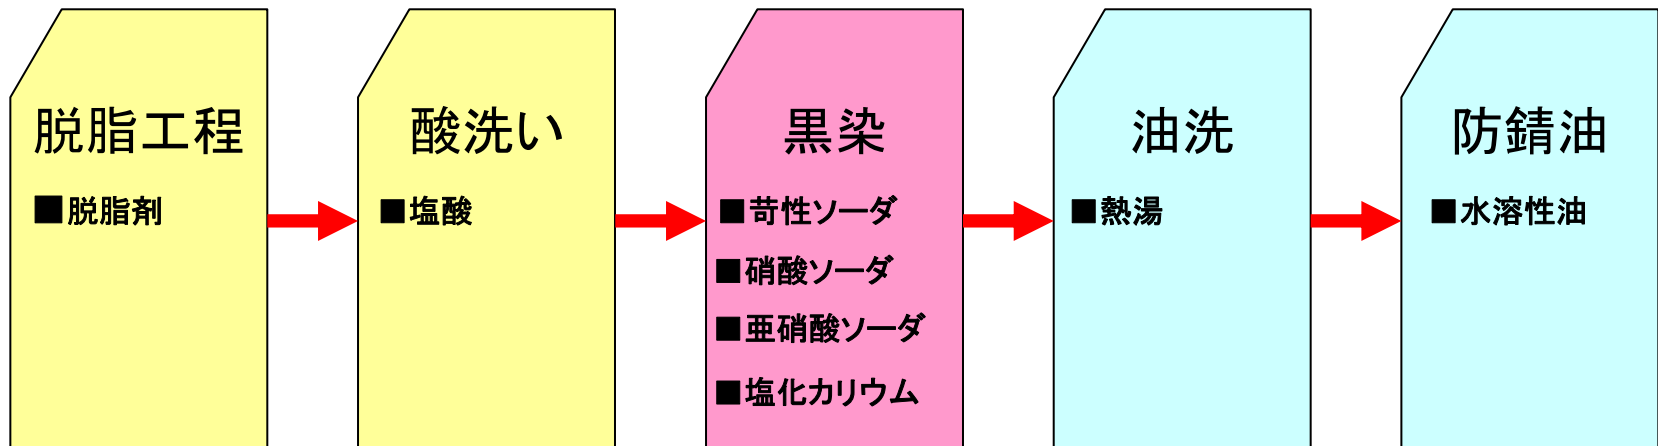 脱脂工程
■脱脂剤
酸洗い
■塩酸
黒染
■苛性ソーダ
■硝酸ソーダ
■亜硝酸ソーダ
■塩化カリウム
油洗
■熱湯
防錆油
■水溶性油